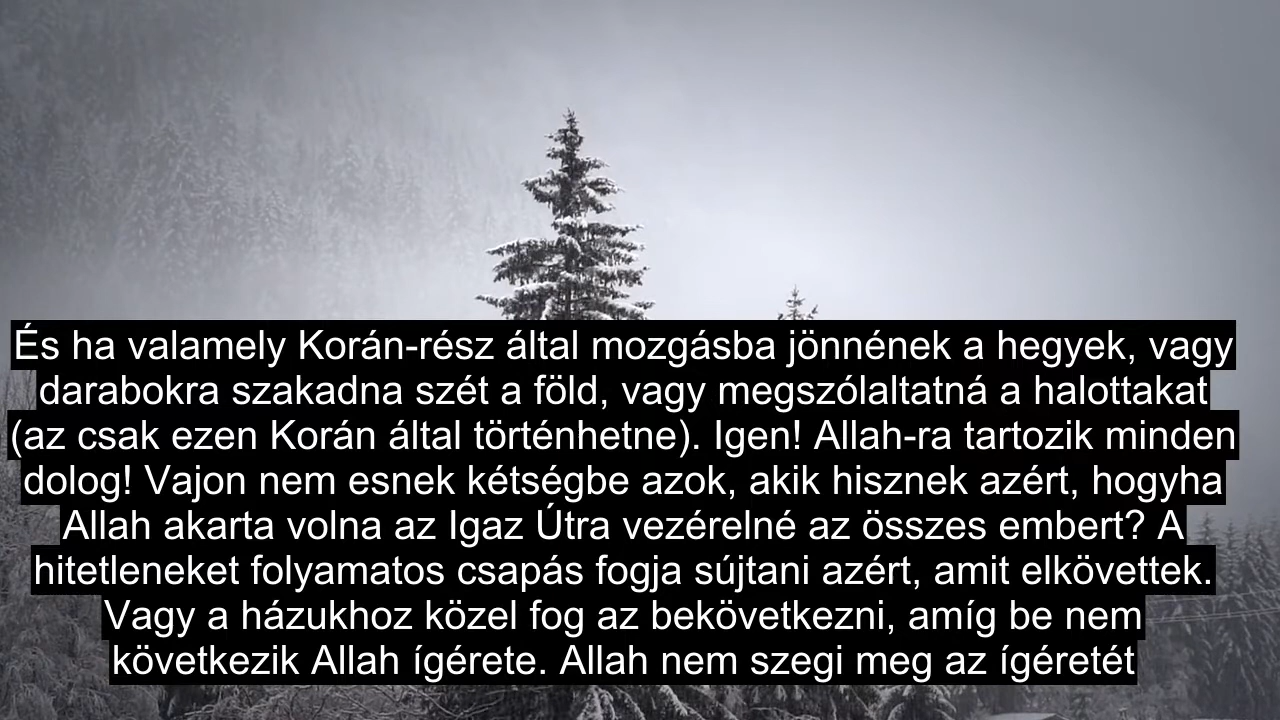 És ha valamely Korán-rész által mozgásba jönnének a hegyek, vagy
darabokra szakadna szét a föld, vagy megszólaltatná a halottakat
(az csak ezen Korán által történhetne). Igen! Allah-ra tartozik minden
dolog! Vajon nem esnek kétségbe azok, akik hisznek azért, hogyha
Allah akarta volna az Igaz Útra vezérelné az összes embert? A
hitetleneket folyamatos csapás fogja sújtani azért, amit elkövettek.
Vagy a házukhoz közel fog az bekövetkezni, amíg be nem
következik Allah ígérete. Allah nem szegi meg az ígéretét